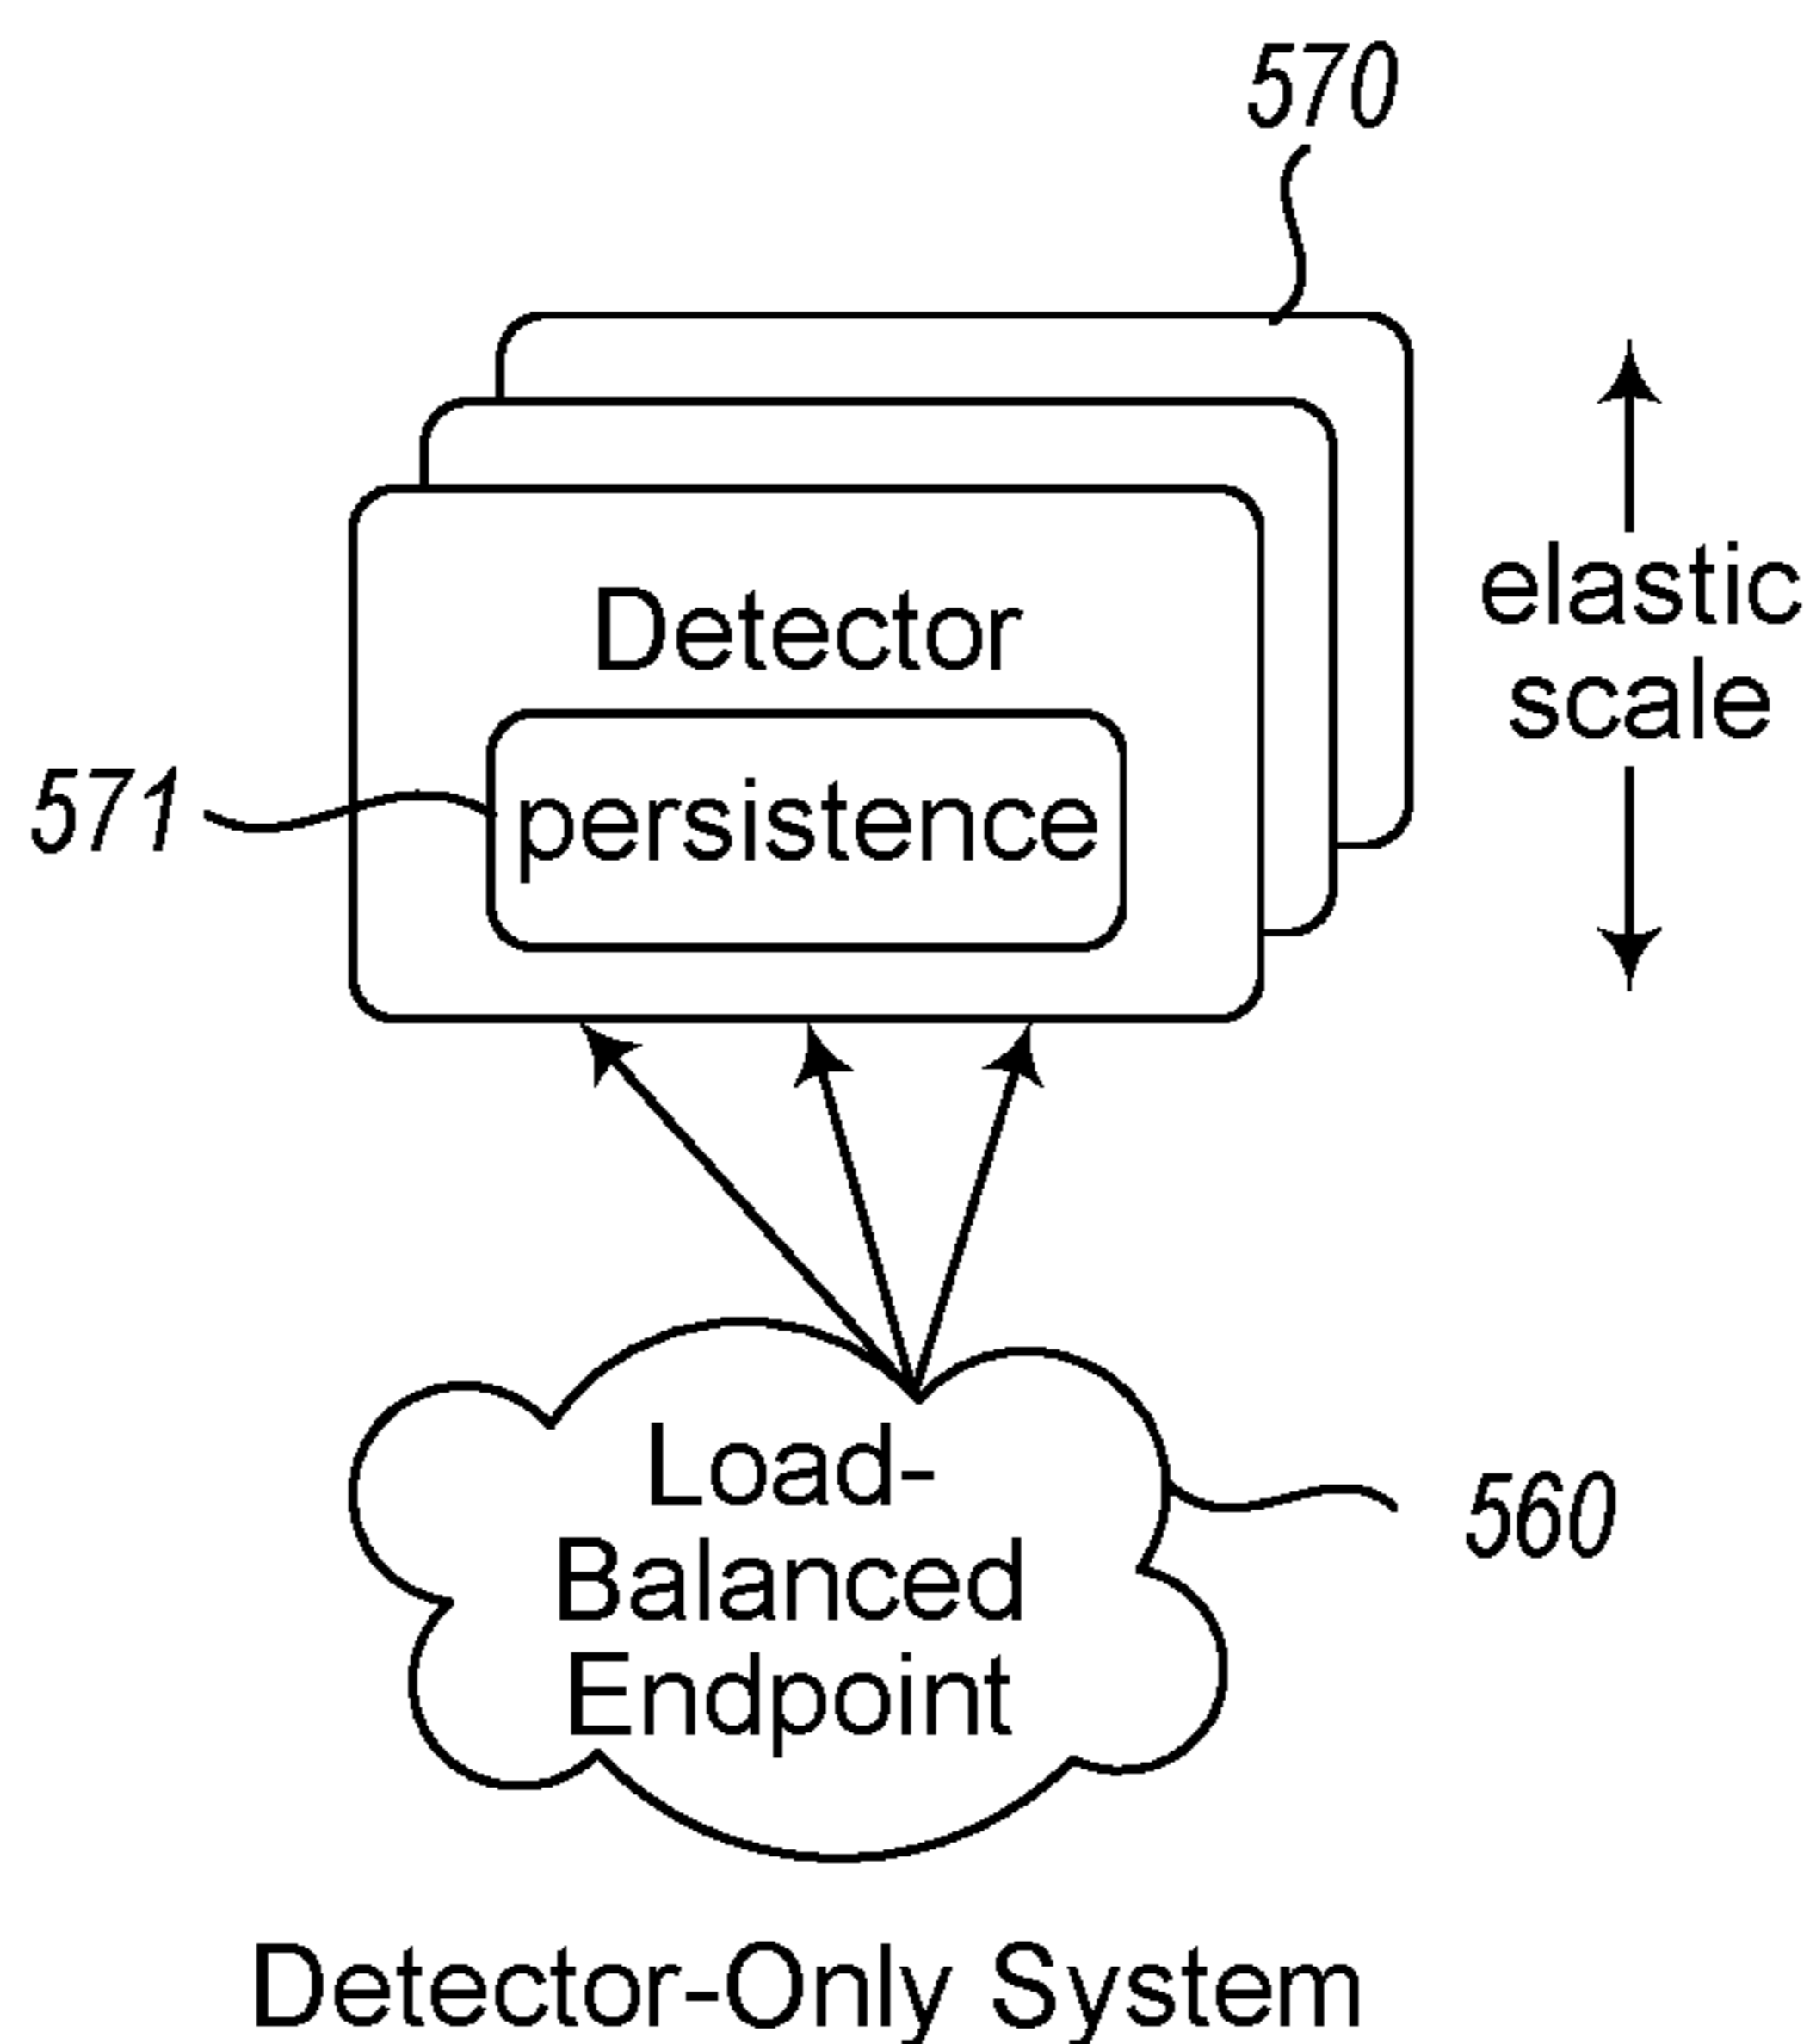 570
Detector
elastic
scale
571
persistence
Load-
Balanced
Endpoint
560
Detector-Only System